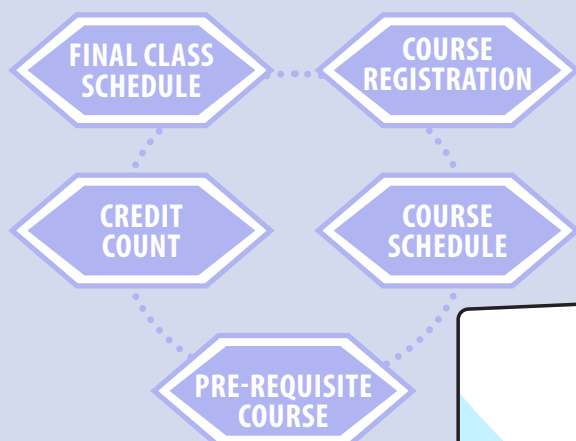 FINAL CLASS
SCHEDULE
COURSE
REGISTRATION
CREDIT
COUNT
COURSE
SCHEDULE
PRE-REQUISITE
COURSE